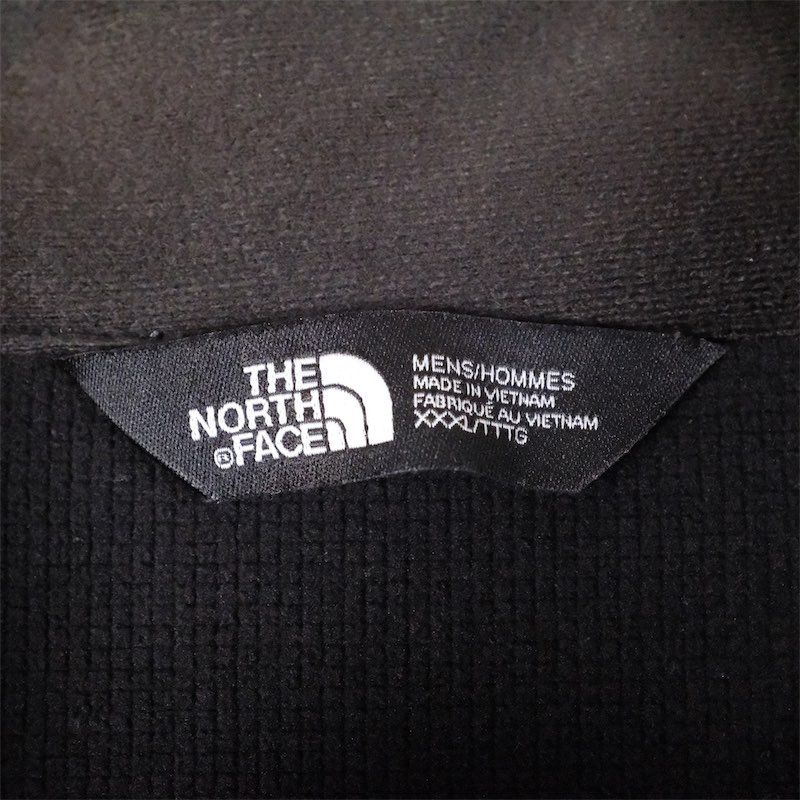 THE
NORTH
FACE
®
MENS/HOMMES
MADE IN VIETNAM
FABRIQUÉ AU VIETNAM
XXXL/TTTG